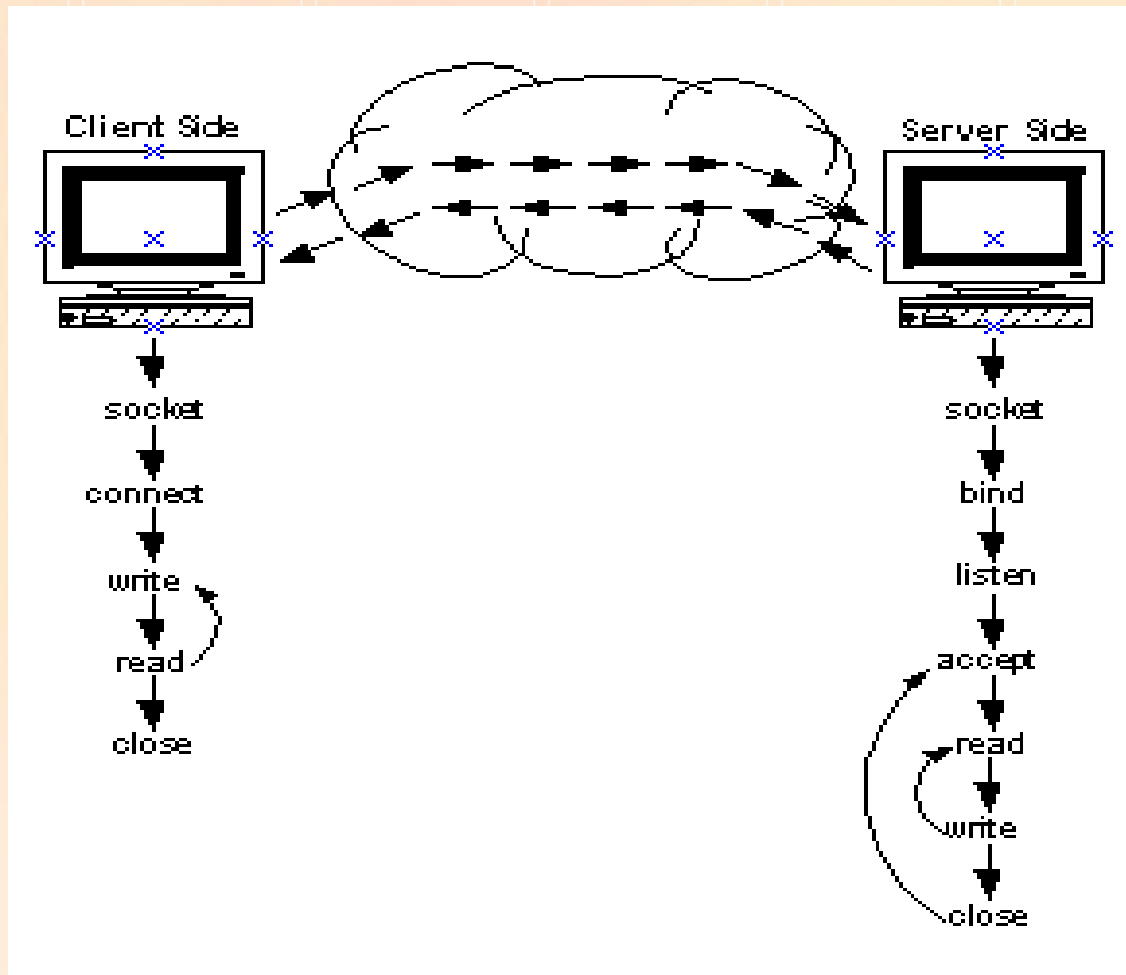 Client Side
Server Side
socket
connect
write
read
close
socket
bind
listen
accept
read
write
close